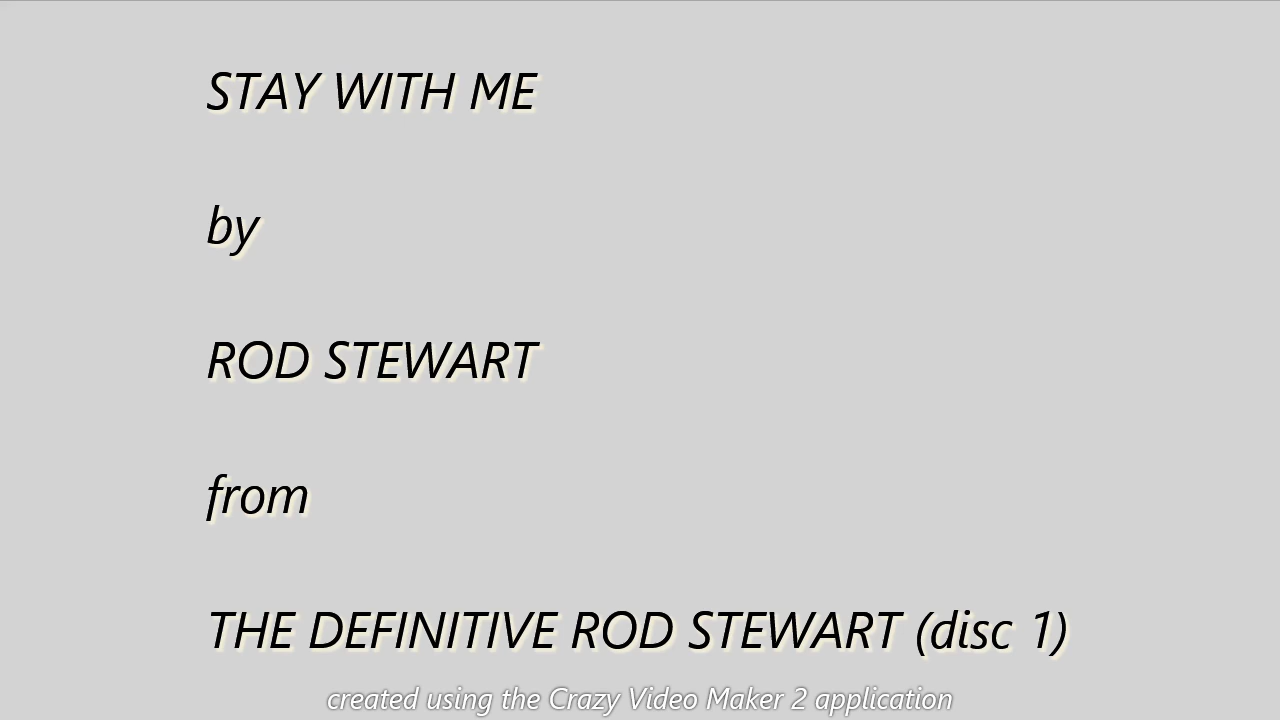 STAY WITH ME
by
ROD STEWART
from
THE DEFINITIVE ROD STEWART (disc 1)
created using the Crazy Video Maker 2 application